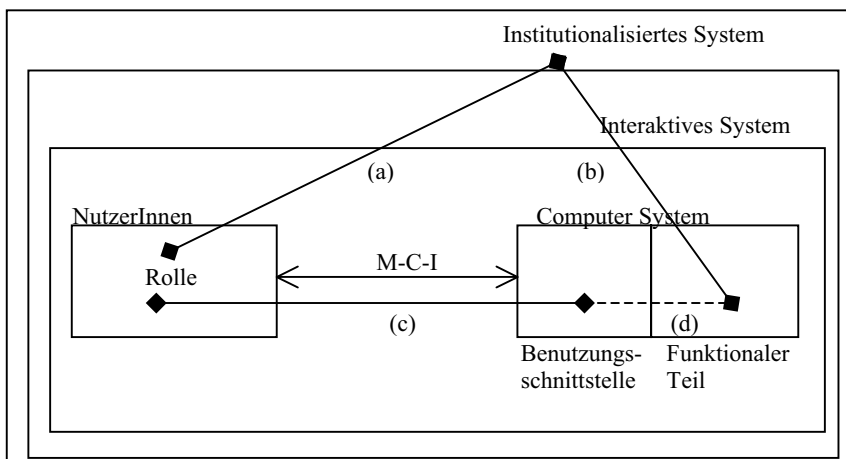 Institutionalisiertes System
Interaktives System
(a)
(b)
NutzerInnen
Computer System
M-C-I
Rolle
(c)
(d)
Benutzungs-
schnittstelle
Funktionaler
Teil